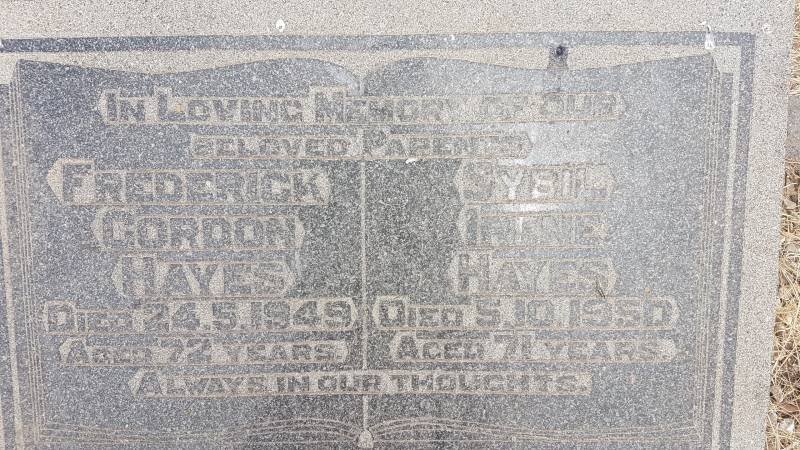 In Loving Memory of our
beloved Parents
Frederick Sybil
Gordon Irene
Hayes Hayes
Died 24.5.1949 Died 5.10.1950
Aged 72 years. Aged 71 years.
Always in our thoughts.